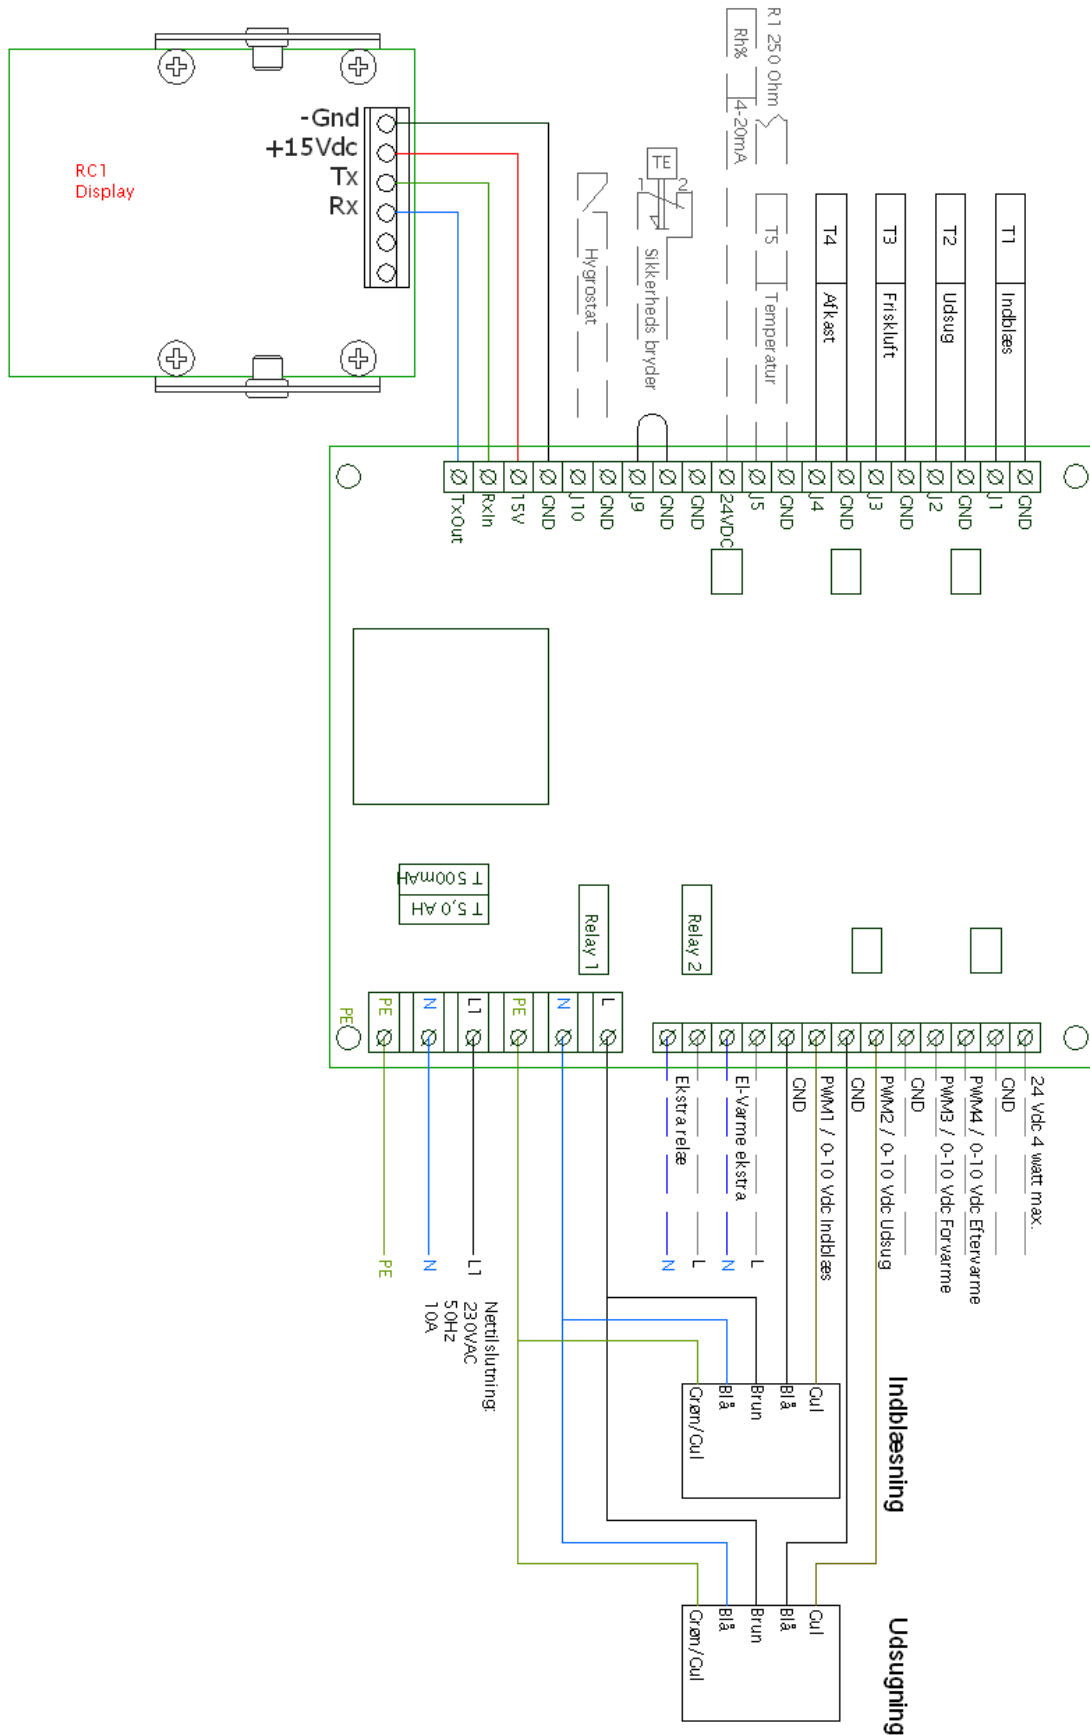 -Gnd
+15Vdc
Tx
Rx
RC1
Display
R1 250 Ohm
Rh%
4-20mA
TE
1
2
Hygrostat
Sikkerheds bryder
T5
Temperatur
T4
Afkast
T3
Friskluft
T2
Udsug
T1
Indblæs
TxOut
RxIn
15V
GND
J10
GND
J9
GND
GND
24VDC
J5
GND
J4
GND
J3
GND
J2
GND
J1
GND
T 500mAH
T 5,0 AH
Relay 1
Relay 2
PE
PE
N
L1
PE
N
L
Ekstra relæ
El-Varme ekstra
GND
PWM1 / 0-10 Vdc Indblæs
GND
PWM2 / 0-10 Vdc Udsug
GND
PWM3 / 0-10 Vdc Forvarme
PWM4 / 0-10 Vdc Eftervarme
GND
24 Vdc 4 watt max.
PE
N
L1
N
L
N
L
Nettilslutning:
230VAC
50Hz
10A
Indblæsning
Grøn/Gul
Blå
Brun
Blå
Gul
Udsugning
Grøn/Gul
Blå
Brun
Blå
Gul